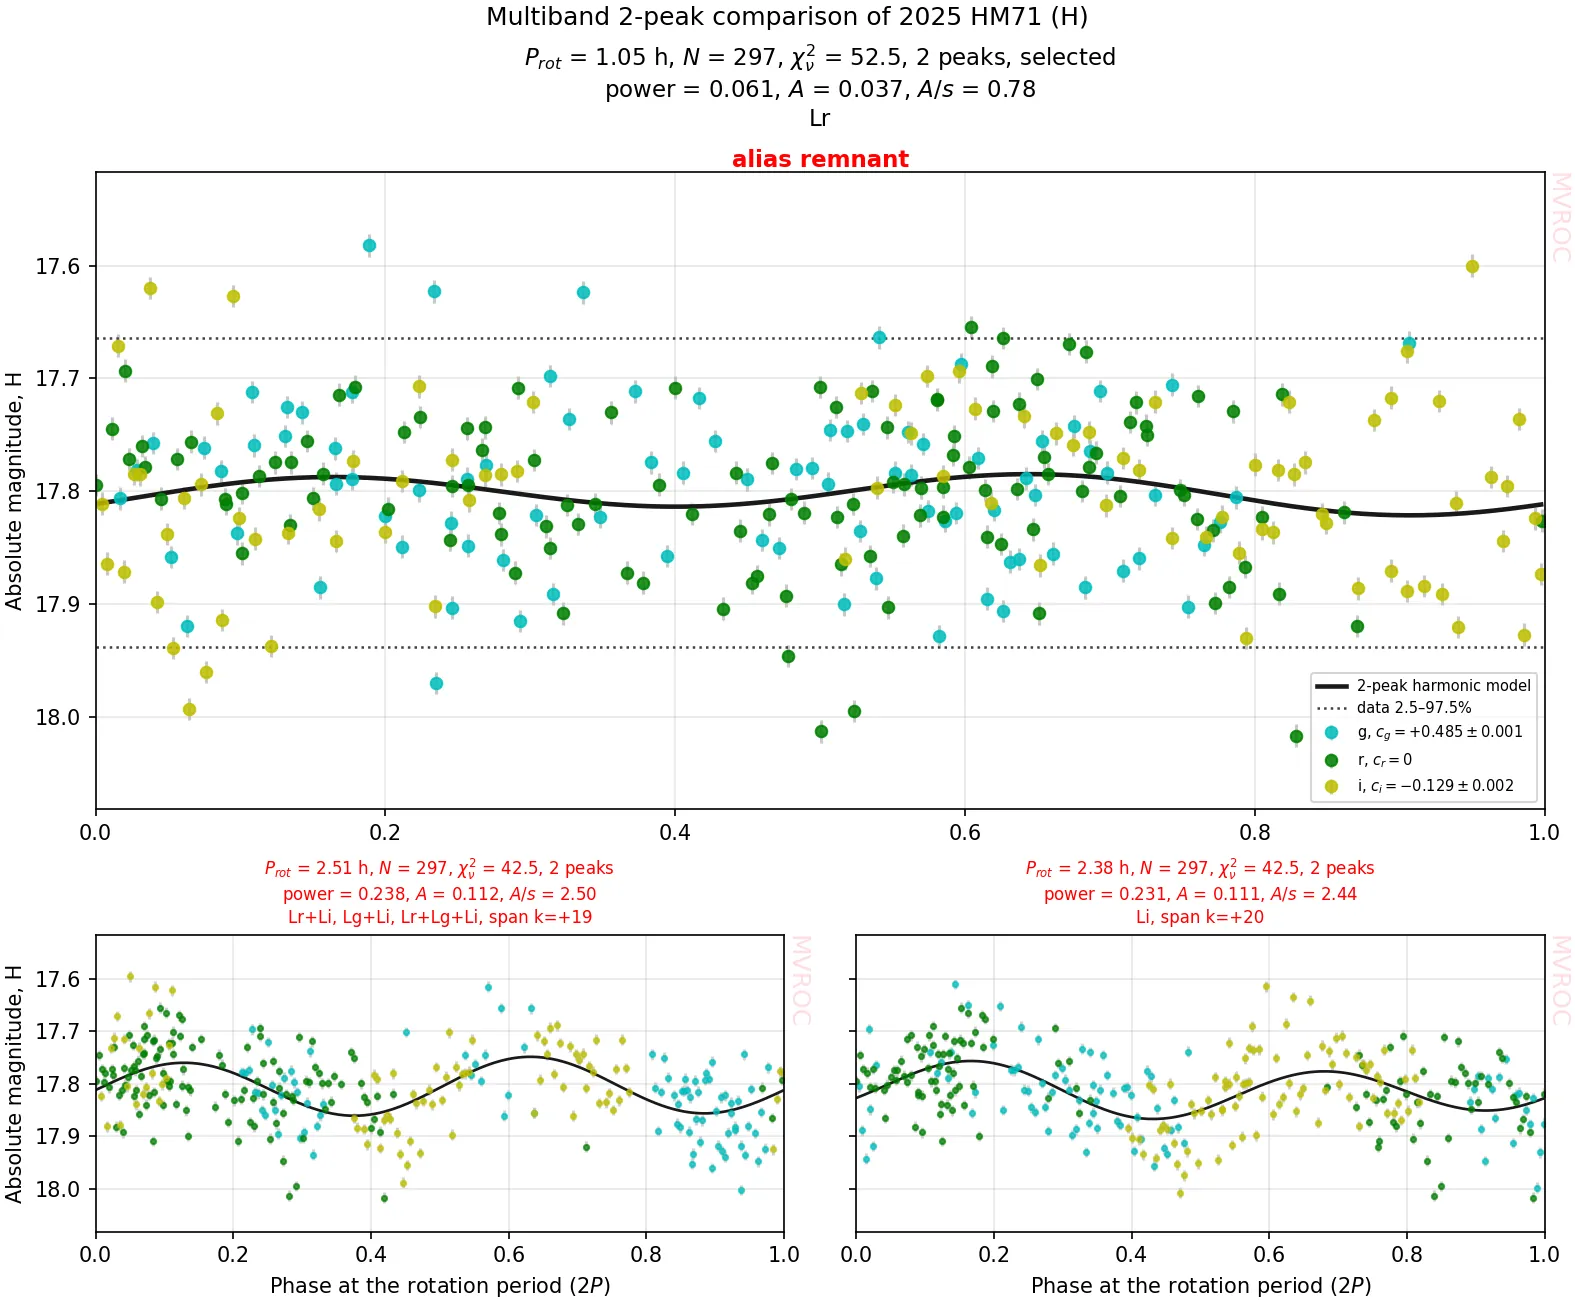 Multiband 2-peak comparison of 2025 HM71 (H)
P_rot = 1.05 h, N = 297, χ²_ν = 52.5, 2 peaks, selected
power = 0.061, A = 0.037, A/s = 0.78
Lr
alias remnant
MVROC
Absolute magnitude, H
17.6
17.7
17.8
17.9
18.0
2-peak harmonic model
data 2.5–97.5%
g, c_g = +0.485 ± 0.001
r, c_r = 0
i, c_i = −0.129 ± 0.002
0.0 0.2 0.4 0.6 0.8 1.0
P_rot = 2.51 h, N = 297, χ²_ν = 42.5, 2 peaks
power = 0.238, A = 0.112, A/s = 2.50
Lr+Li, Lg+Li, Lr+Lg+Li, span k=+19
MVROC
Absolute magnitude, H
17.6
17.7
17.8
17.9
18.0
0.0 0.2 0.4 0.6 0.8 1.0
Phase at the rotation period (2P)
P_rot = 2.38 h, N = 297, χ²_ν = 42.5, 2 peaks
power = 0.231, A = 0.111, A/s = 2.44
Li, span k=+20
MVROC
0.0 0.2 0.4 0.6 0.8 1.0
Phase at the rotation period (2P)